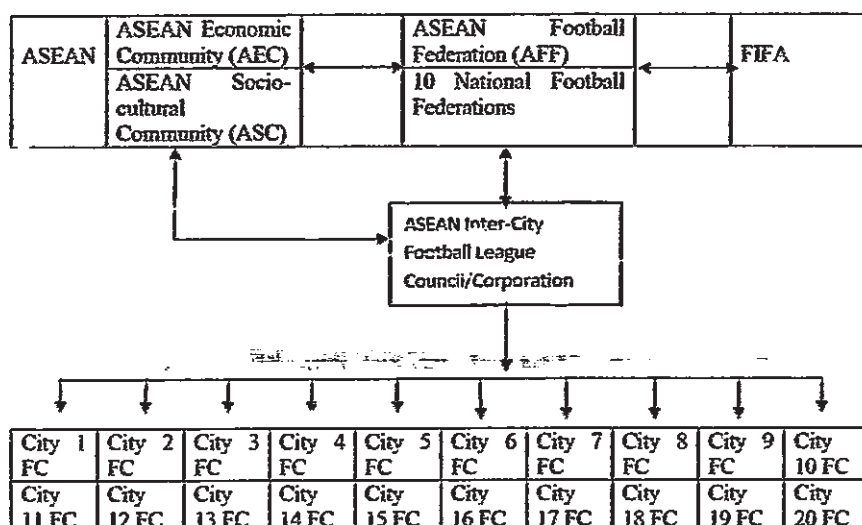 ASEAN
ASEAN Economic
Community (AEC)
ASEAN Socio-
cultural
Community (ASC)
ASEAN Football
Federation (AFF)
10 National Football
Federations
FIFA
ASEAN Inter-City
Football League
Council/Corporation
City 1
FC
City 2
FC
City 3
FC
City 4
FC
City 5
FC
City 6
FC
City 7
FC
City 8
FC
City 9
FC
City
10 FC
City
11 FC
City
12 FC
City
13 FC
City
14 FC
City
15 FC
City
16 FC
City
17 FC
City
18 FC
City
19 FC
City
20 FC